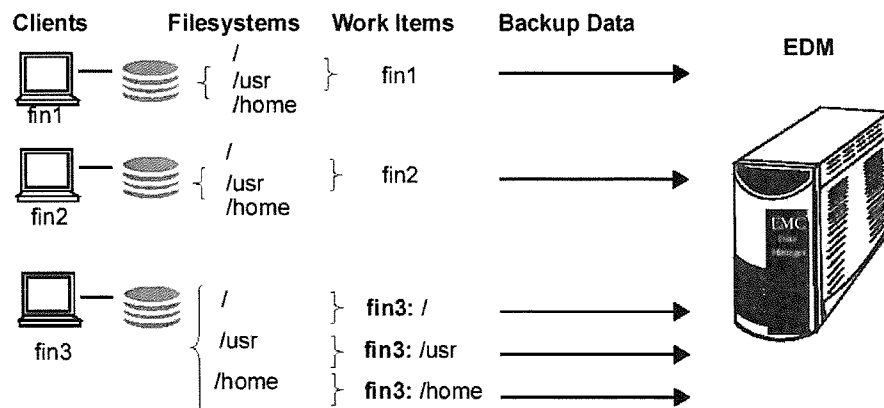 Clients Filesystems Work Items Backup Data
EDM
/
/usr
/home
fin1
fin1
/
/usr
/home
fin2
fin2
EMC
/
/usr
/home
fin3
fin3: /
fin3: /usr
fin3: /home